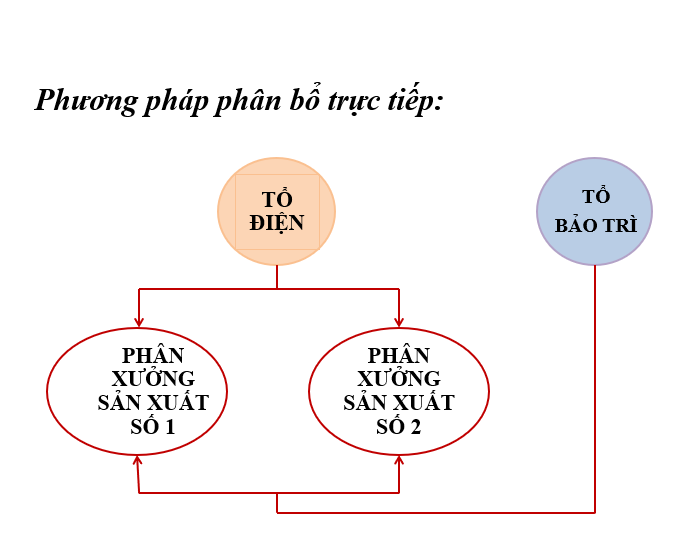 Phương pháp phân bổ trực tiếp:
TỔ
ĐIỆN
TỔ
BẢO TRÌ
PHÂN
XƯỞNG
SẢN XUẤT
SỐ 1
PHÂN
XƯỞNG
SẢN XUẤT
SỐ 2